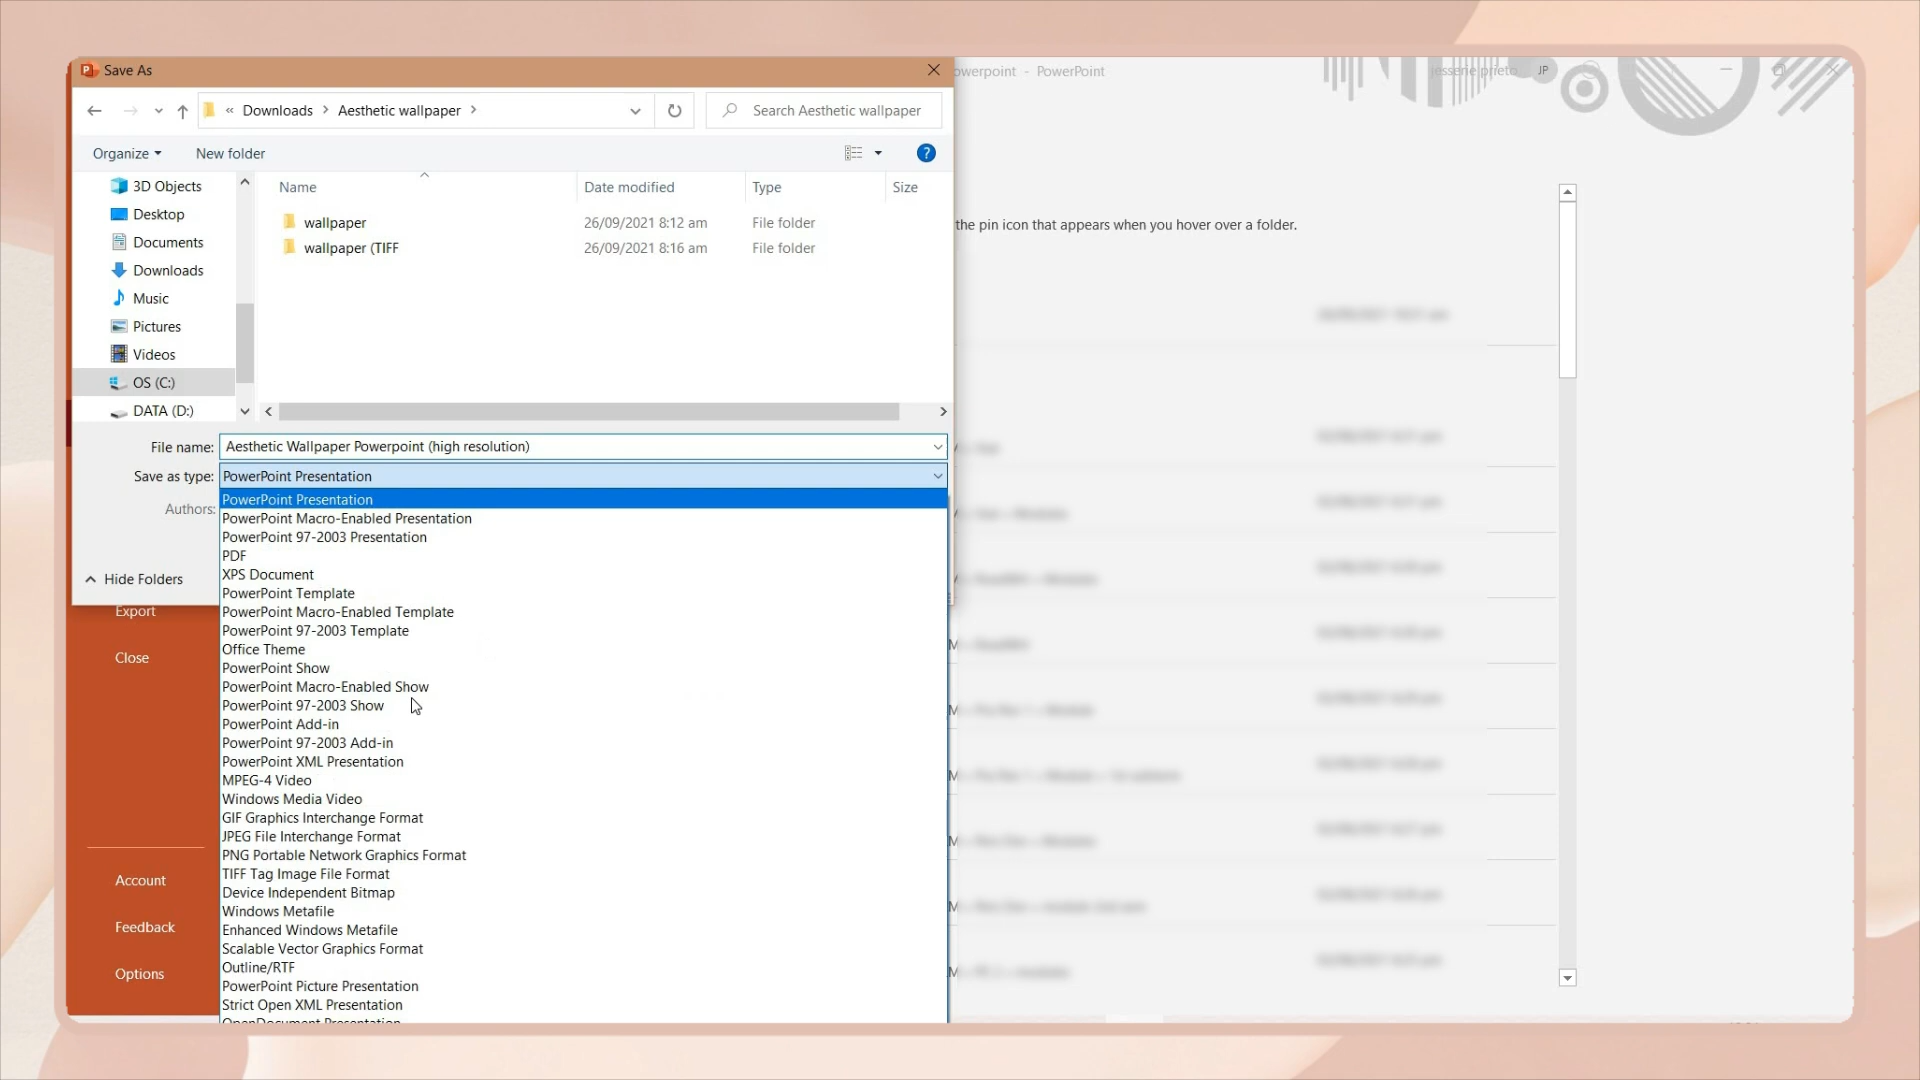 Save As
owerpoint - PowerPoint
jessene prieto
JP
« Downloads > Aesthetic wallpaper >
Search Aesthetic wallpaper
Organize
New folder
?
3D Objects
Desktop
Documents
Downloads
Music
Pictures
Videos
OS (C:)
DATA (D:)
Name
Date modified
Type
Size
wallpaper
26/09/2021 8:12 am
File folder
wallpaper (TIFF
26/09/2021 8:16 am
File folder
the pin icon that appears when you hover over a folder.
File name:
Aesthetic Wallpaper Powerpoint (high resolution)
Save as type:
PowerPoint Presentation
Authors:
Hide Folders
PowerPoint Presentation
PowerPoint Macro-Enabled Presentation
PowerPoint 97-2003 Presentation
PDF
XPS Document
PowerPoint Template
PowerPoint Macro-Enabled Template
PowerPoint 97-2003 Template
Office Theme
PowerPoint Show
PowerPoint Macro-Enabled Show
PowerPoint 97-2003 Show
PowerPoint Add-in
PowerPoint 97-2003 Add-in
PowerPoint XML Presentation
MPEG-4 Video
Windows Media Video
GIF Graphics Interchange Format
JPEG File Interchange Format
PNG Portable Network Graphics Format
TIFF Tag Image File Format
Device Independent Bitmap
Windows Metafile
Enhanced Windows Metafile
Scalable Vector Graphics Format
Outline/RTF
PowerPoint Picture Presentation
Strict Open XML Presentation
OpenDocument Presentation
Export
Close
Account
Feedback
Options